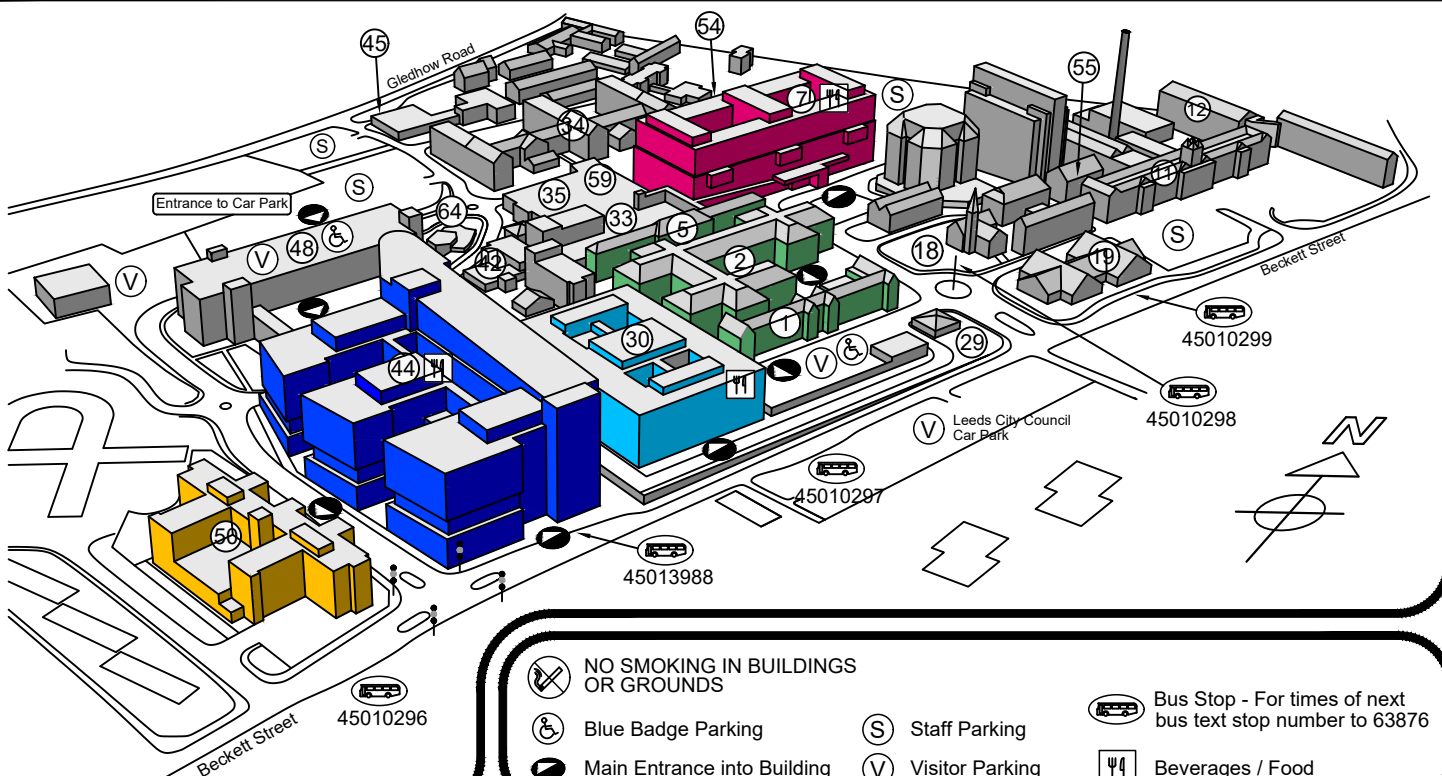 54
45
Gledhow Road
55
7
S
12
34
S
11
59
S
35
Entrance to Car Park
64
33
5
18
S
V
48
42
2
19
Beckett Street
V
30
1
45010299
44
V
29
45010298
V
Leeds City Council
Car Park
N
45010297
56
45013988
45010296
Beckett Street
NO SMOKING IN BUILDINGS
OR GROUNDS
Blue Badge Parking
Main Entrance into Building
S Staff Parking
V Visitor Parking
Bus Stop - For times of next
bus text stop number to 63876
Beverages / Food